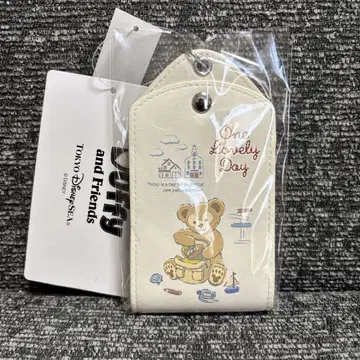 One
Lovely
Day
Duffy
and Friends
TOKYO DISNEYSEA
© DISNEY